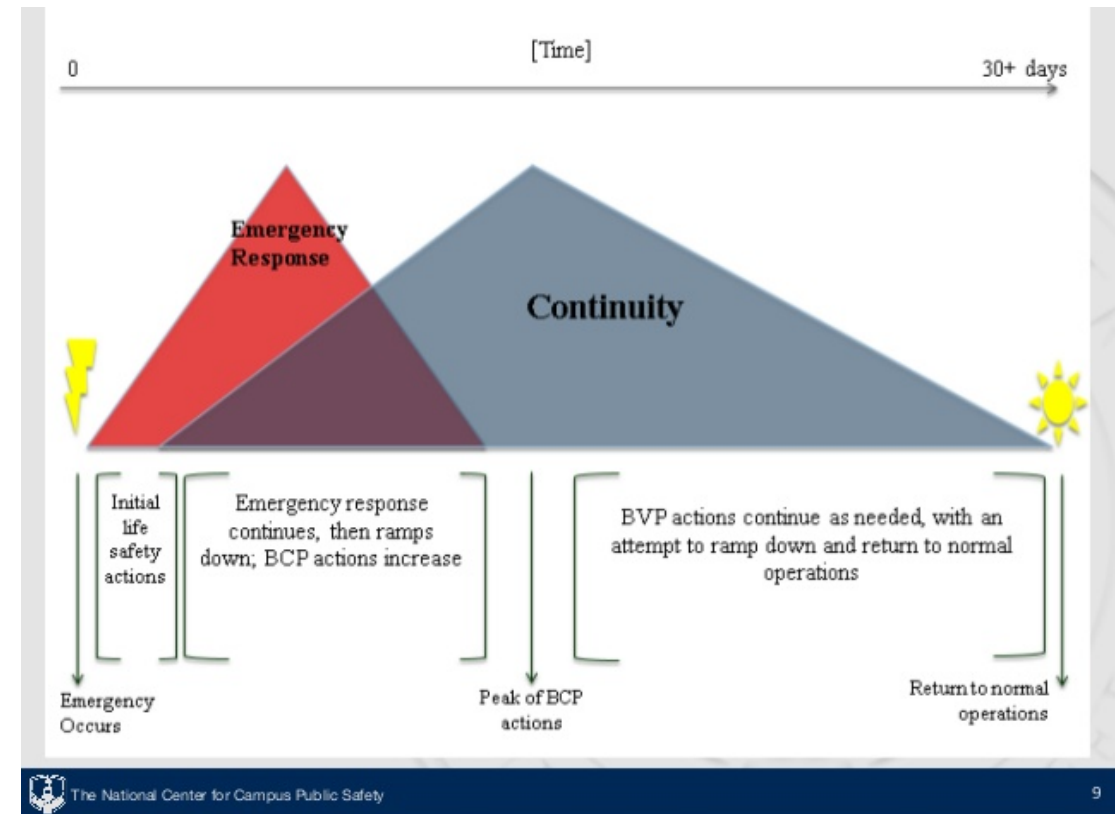 [Time]
0
30+ days
Emergency
Response
Continuity
Initial
life
safety
actions
Emergency response
continues, then ramps
down; BCP actions increase
BVP actions continue as needed, with an
attempt to ramp down and return to normal
operations
Emergency
Occurs
Peak of BCP
actions
Return to normal
operations
The National Center for Campus Public Safety
9